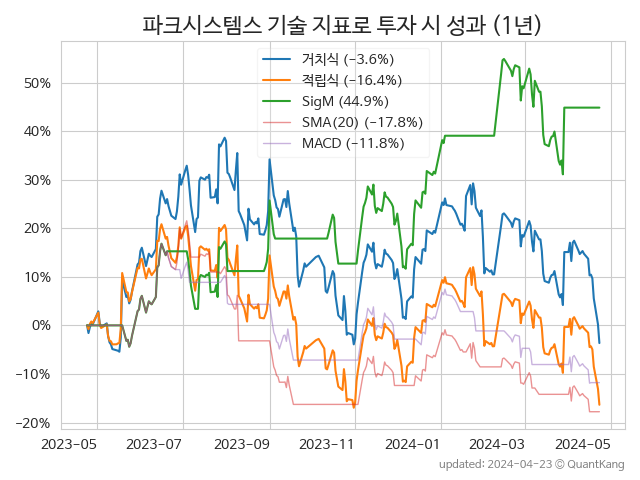 파크시스템스 기술 지표로 투자 시 성과 (1년)
거치식 (−3.6%)
적립식 (−16.4%)
SigM (44.9%)
SMA(20) (−17.8%)
MACD (−11.8%)
50%
40%
30%
20%
10%
0%
−10%
−20%
2023-05 2023-07 2023-09 2023-11 2024-01 2024-03 2024-05
updated: 2024-04-23 © QuantKang